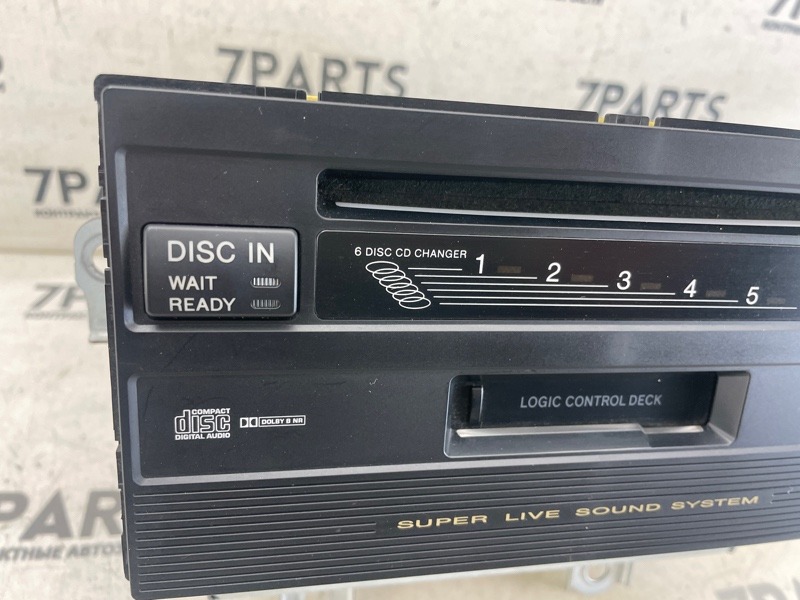 7PARTS
7PARTS
7PARTS
DISC IN
WAIT
READY
6 DISC CD CHANGER
1 2 3 4 5
COMPACT
disc
DIGITAL AUDIO
DOLBY B NR
LOGIC CONTROL DECK
SUPER LIVE SOUND SYSTEM